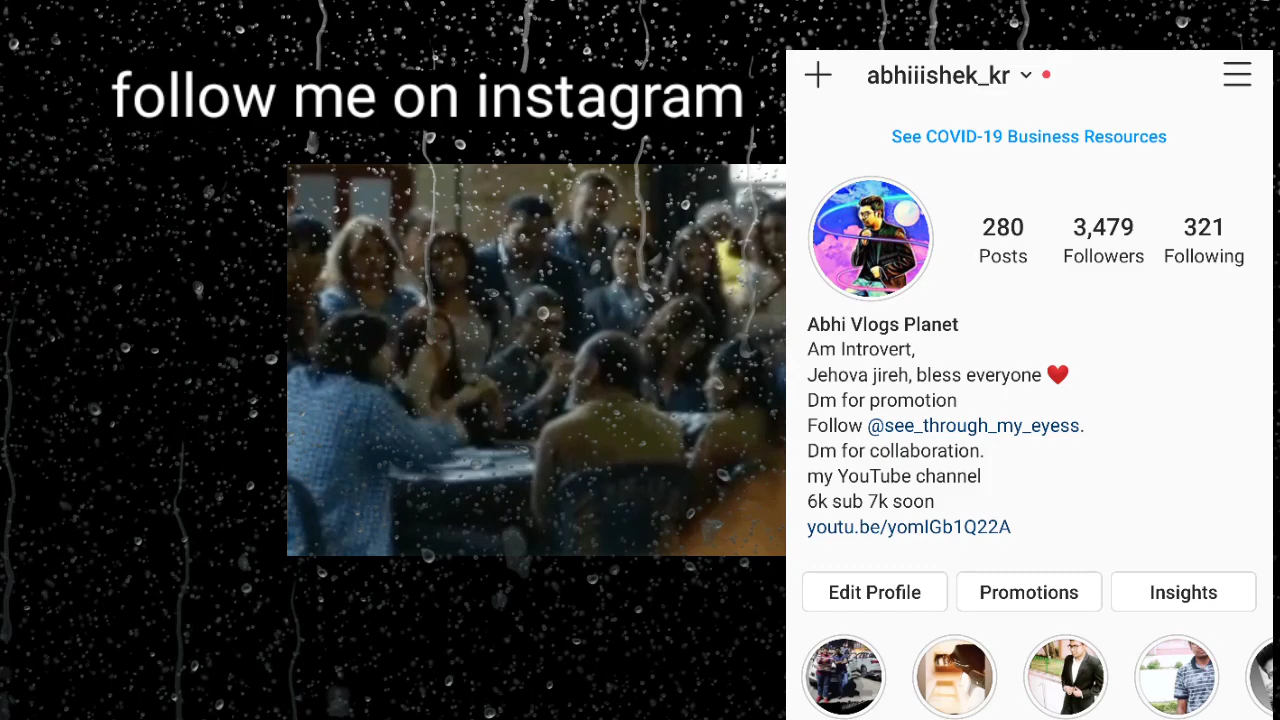 follow me on instagram
abhiiishek_kr
See COVID-19 Business Resources
280 3,479 321
Posts Followers Following
Abhi Vlogs Planet
Am Introvert,
Jehova jireh, bless everyone ❤️
Dm for promotion
Follow @see_through_my_eyess.
Dm for collaboration.
my YouTube channel
6k sub 7k soon
youtu.be/yomIGb1Q22A
Edit Profile Promotions Insights